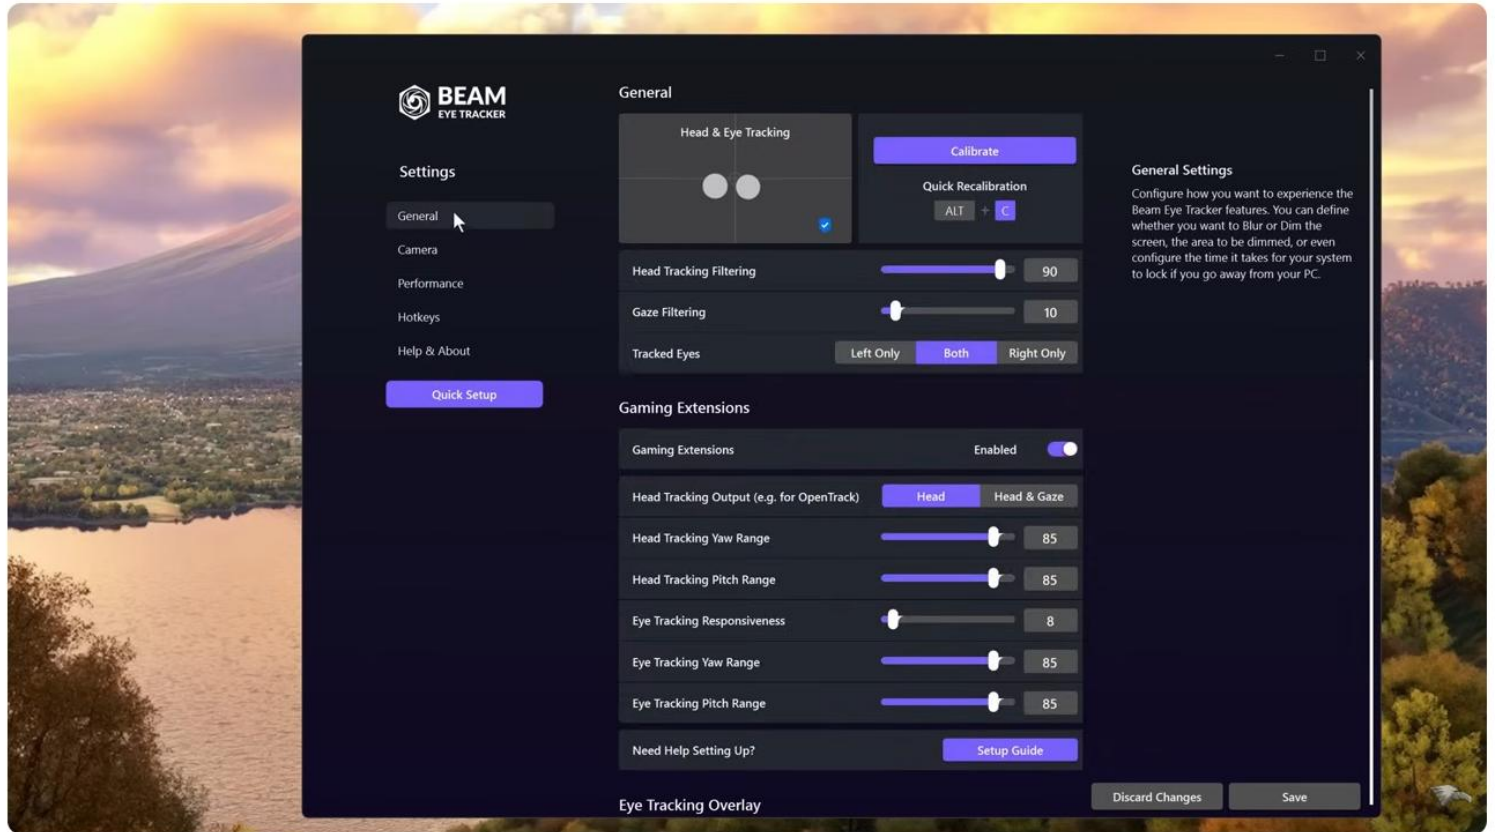 BEAM
EYE TRACKER
Settings
General
Camera
Performance
Hotkeys
Help & About
Quick Setup
General
Head & Eye Tracking
Calibrate
Quick Recalibration
ALT + C
Head Tracking Filtering 90
Gaze Filtering 10
Tracked Eyes Left Only Both Right Only
Gaming Extensions
Gaming Extensions Enabled
Head Tracking Output (e.g. for OpenTrack) Head Head & Gaze
Head Tracking Yaw Range 85
Head Tracking Pitch Range 85
Eye Tracking Responsiveness 8
Eye Tracking Yaw Range 85
Eye Tracking Pitch Range 85
Need Help Setting Up? Setup Guide
Eye Tracking Overlay
General Settings
Configure how you want to experience the
Beam Eye Tracker features. You can define
whether you want to Blur or Dim the
screen, the area to be dimmed, or even
configure the time it takes for your system
to lock if you go away from your PC.
Discard Changes Save